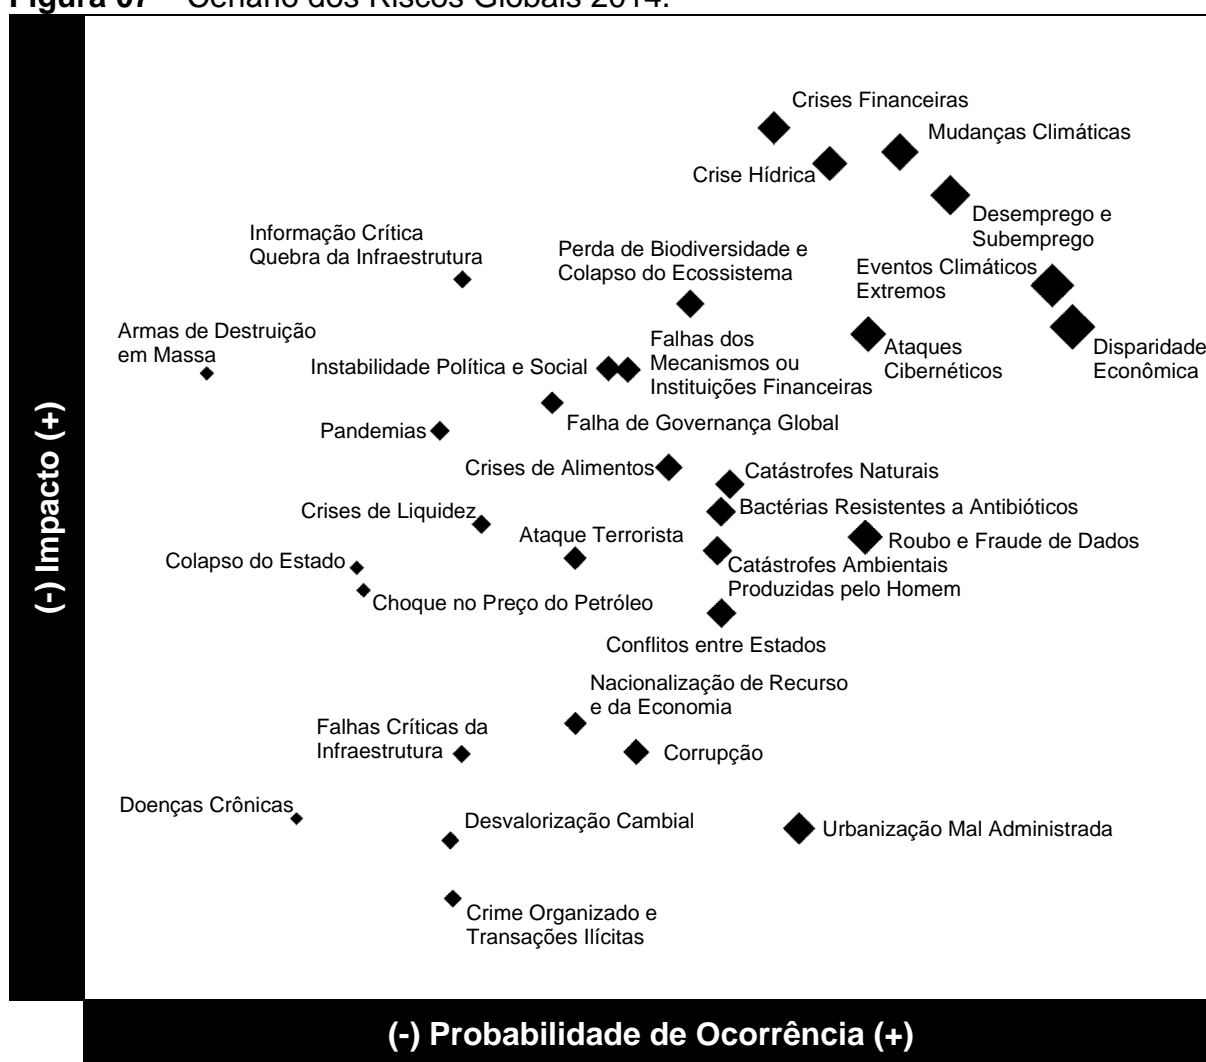 Figura 07 – Cenário dos Riscos Globais 2014.
Crises Financeiras
Mudanças Climáticas
Crise Hídrica
Desemprego e
Subemprego
Informação Crítica
Quebra da Infraestrutura
Perda de Biodiversidade e
Colapso do Ecossistema
Eventos Climáticos
Extremos
Armas de Destruição
em Massa
Instabilidade Política e Social
Falhas dos
Mecanismos ou
Instituições Financeiras
Ataques
Cibernéticos
Disparidade
Econômica
Falha de Governança Global
Pandemias
Crises de Alimentos
Catástrofes Naturais
Crises de Liquidez
Bactérias Resistentes a Antibióticos
Ataque Terrorista
Roubo e Fraude de Dados
Colapso do Estado
Catástrofes Ambientais
Produzidas pelo Homem
Choque no Preço do Petróleo
Conflitos entre Estados
Nacionalização de Recurso
e da Economia
Falhas Críticas da
Infraestrutura
Corrupção
Doenças Crônicas
Desvalorização Cambial
Urbanização Mal Administrada
Crime Organizado e
Transações Ilícitas
(-) Impacto (+)
(-) Probabilidade de Ocorrência (+)